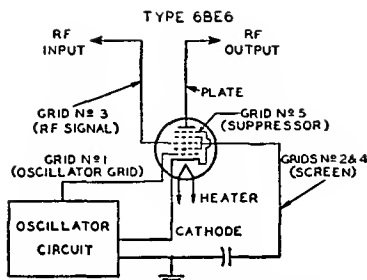 TYPE 6BE6
RF
INPUT
RF
OUTPUT
PLATE
GRID Nº 3
(RF SIGNAL)
GRID Nº 5
(SUPPRESSOR)
GRID Nº 1
(OSCILLATOR GRID)
GRIDS Nº 2 & 4
(SCREEN)
HEATER
CATHODE
OSCILLATOR
CIRCUIT